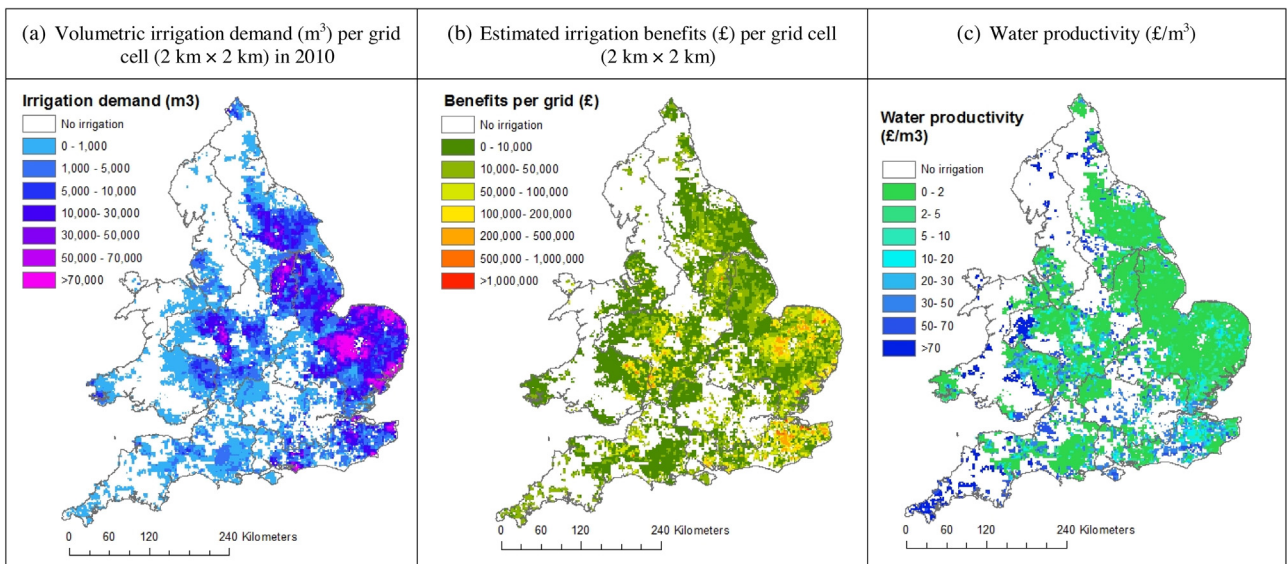 (a) Volumetric irrigation demand (m³) per grid
cell (2 km × 2 km) in 2010
(b) Estimated irrigation benefits (£) per grid cell
(2 km × 2 km)
(c) Water productivity (£/m³)
Irrigation demand (m3)
No irrigation
0 - 1,000
1,000 - 5,000
5,000 - 10,000
10,000- 30,000
30,000- 50,000
50,000 - 70,000
>70,000
0 60 120 240 Kilometers
Benefits per grid (£)
No irrigation
0 - 10,000
10,000- 50,000
50,000 - 100,000
100,000 - 200,000
200,000 - 500,000
500,000 - 1,000,000
>1,000,000
0 60 120 240 Kilometers
Water productivity
(£/m3)
No irrigation
0 - 2
2- 5
5 - 10
10 - 20
20 - 30
30 - 50
50- 70
>70
0 60 120 240 Kilometers